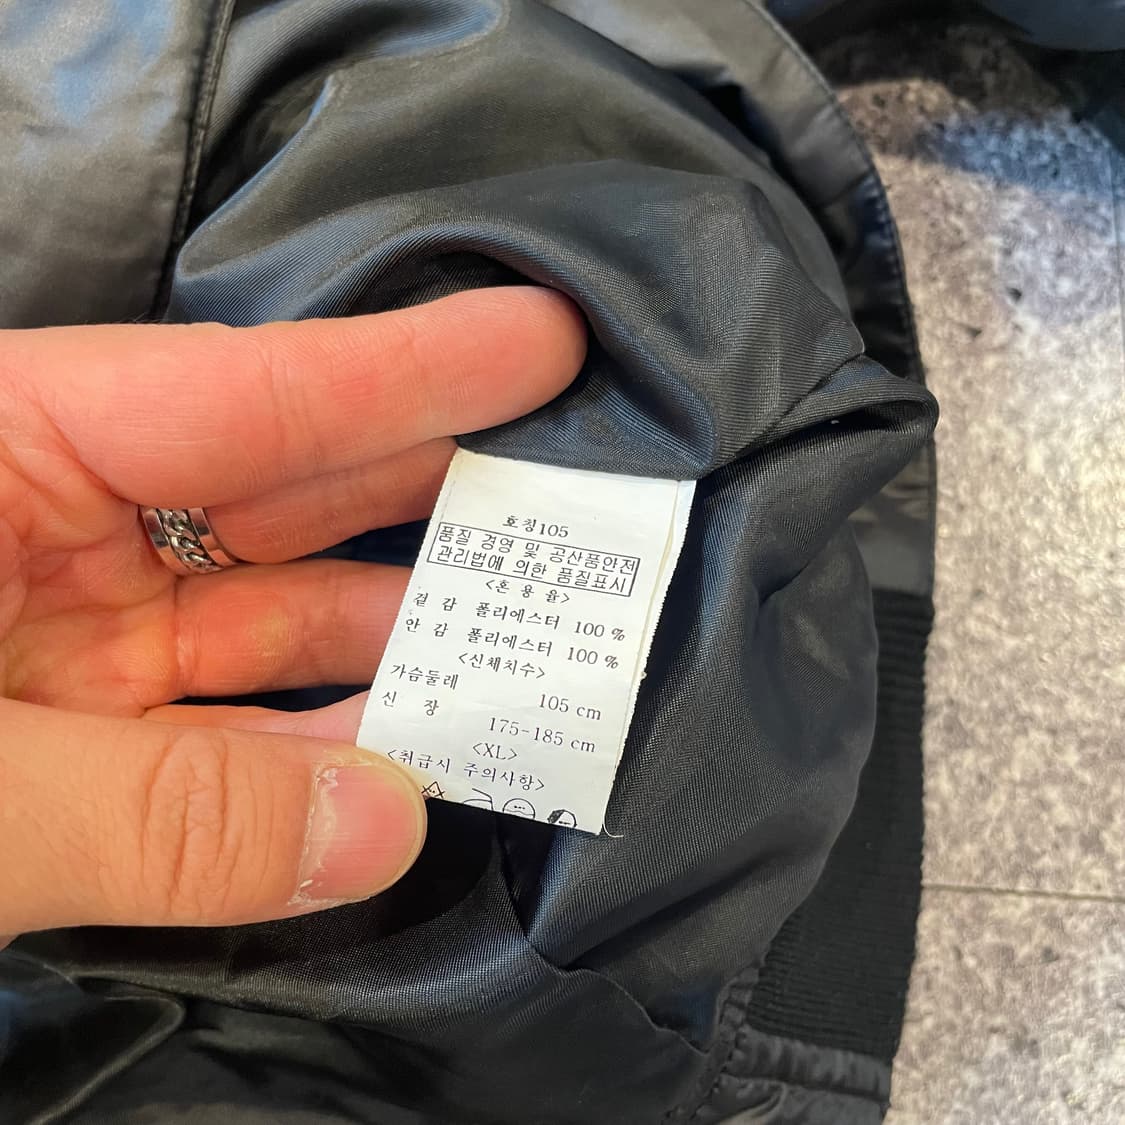 호칭105
품질 경영 및 공산품안전
관리법에 의한 품질표시
<혼 용 율>
겉 감 폴리에스터 100 %
안 감 폴리에스터 100 %
<신체치수>
가슴둘레 105 cm
신 장 175-185 cm
<XL>
<취급시 주의사항>